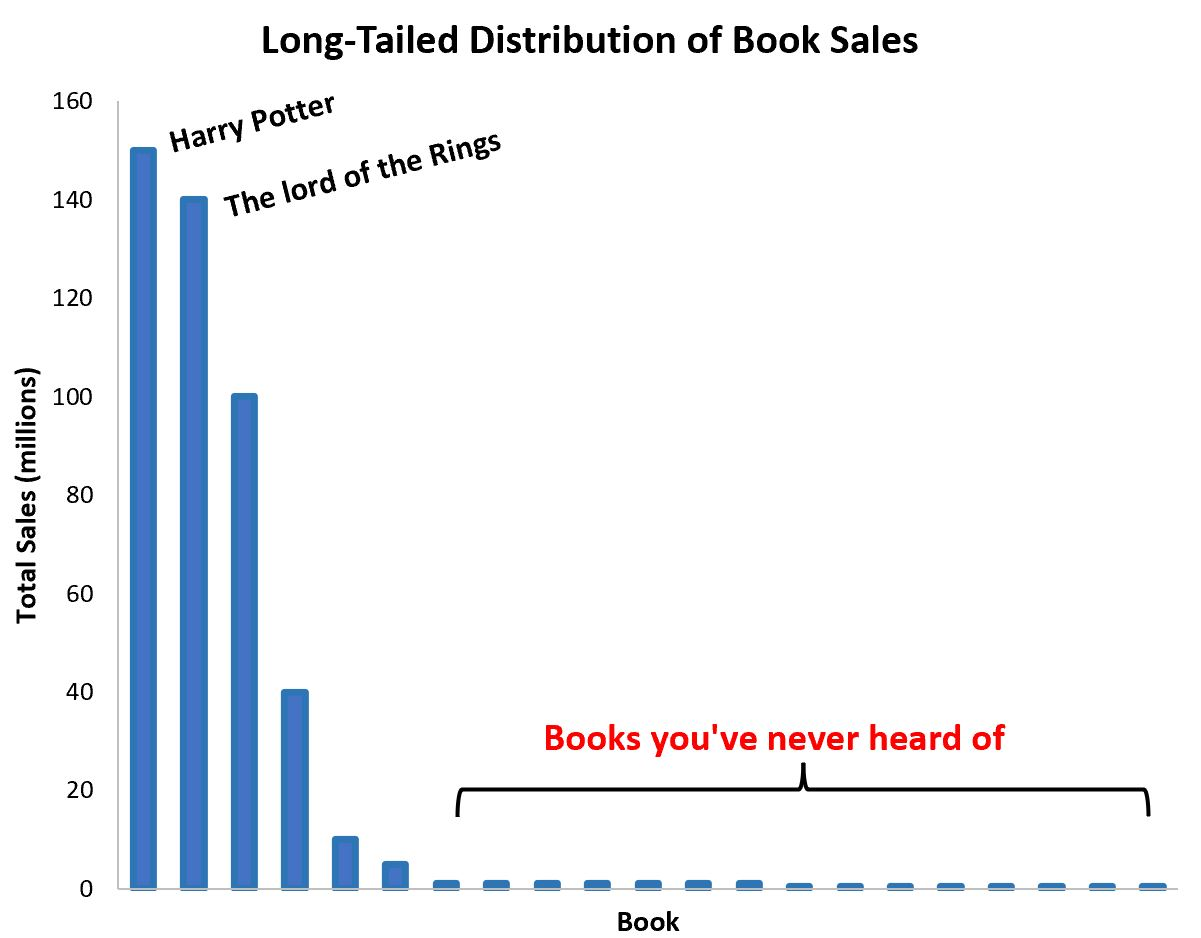 Long-Tailed Distribution of Book Sales
160
140
120
100
80
60
40
20
0
Total Sales (millions)
Harry Potter
The lord of the Rings
Books you've never heard of
Book